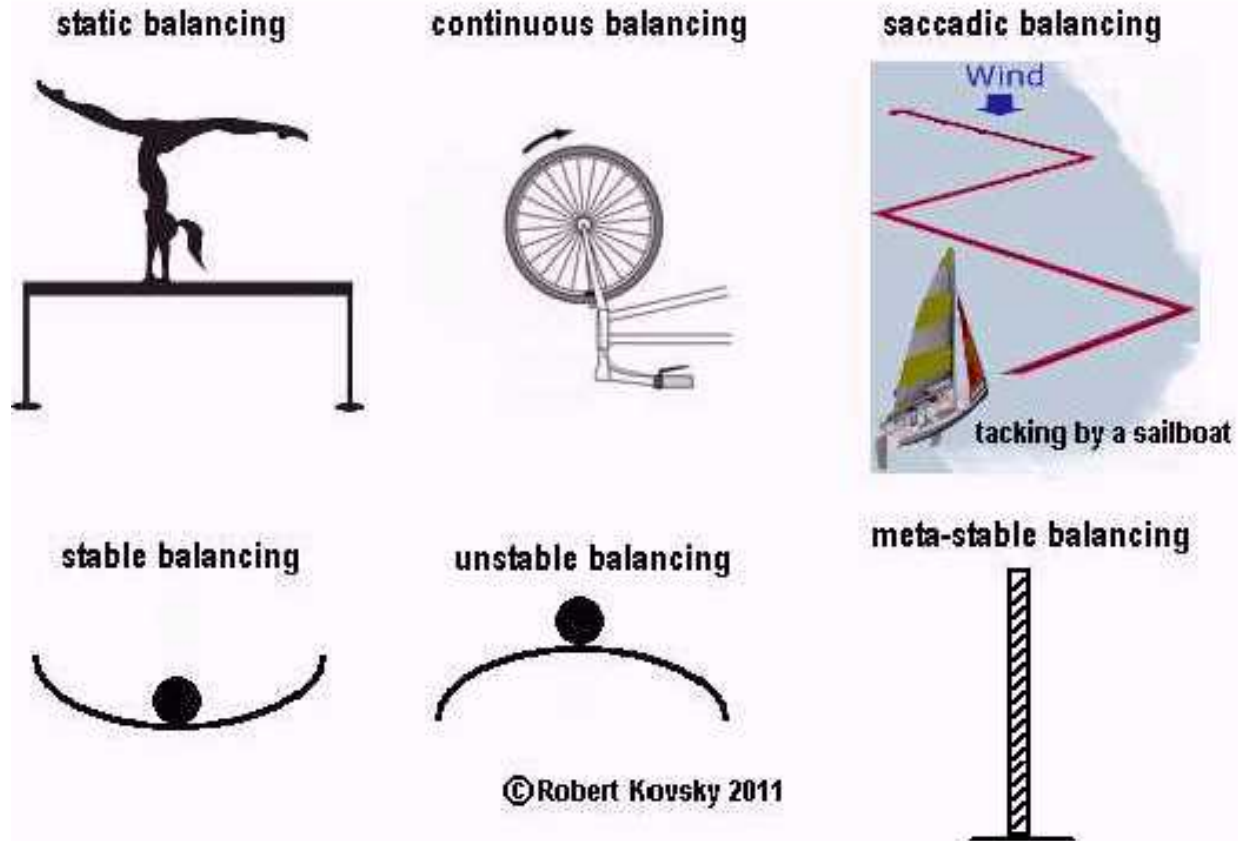 static balancing
continuous balancing
saccadic balancing
Wind
tacking by a sailboat
stable balancing
unstable balancing
meta-stable balancing
©Robert Kovsky 2011